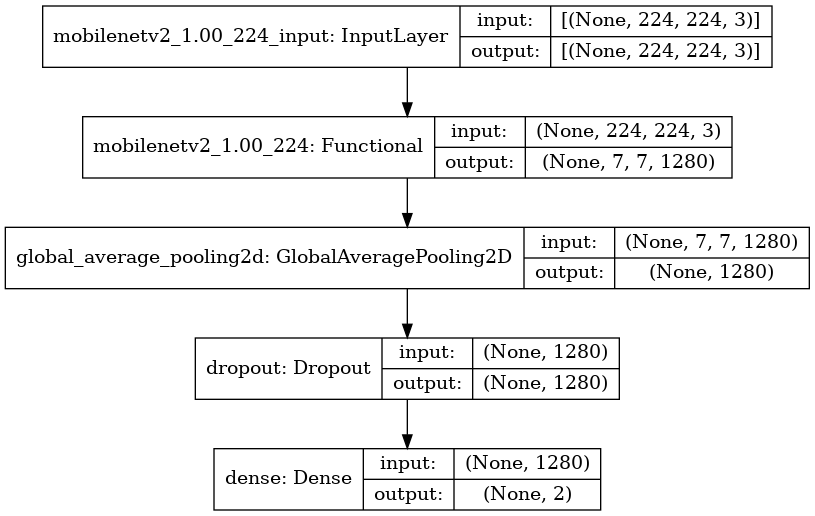 mobilenetv2_1.00_224_input: InputLayer
input: [(None, 224, 224, 3)]
output: [(None, 224, 224, 3)]
mobilenetv2_1.00_224: Functional
input: (None, 224, 224, 3)
output: (None, 7, 7, 1280)
global_average_pooling2d: GlobalAveragePooling2D
input: (None, 7, 7, 1280)
output: (None, 1280)
dropout: Dropout
input: (None, 1280)
output: (None, 1280)
dense: Dense
input: (None, 1280)
output: (None, 2)